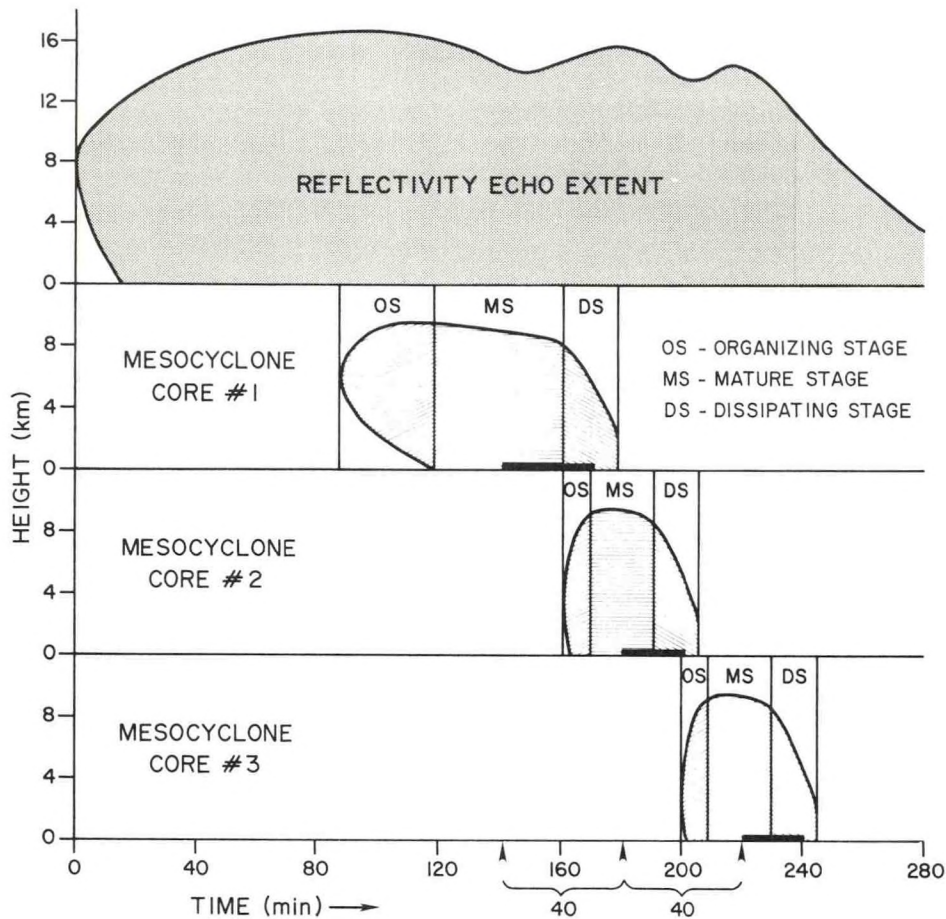 16
12
8
4
0
REFLECTIVITY ECHO EXTENT
HEIGHT (km)
OS MS DS
8
4
0
MESOCYCLONE
CORE #1
OS - ORGANIZING STAGE
MS - MATURE STAGE
DS - DISSIPATING STAGE
OS MS DS
8
4
0
MESOCYCLONE
CORE #2
OS MS DS
8
4
0
MESOCYCLONE
CORE #3
0 40 80 120 160 200 240 280
TIME (min)
40 40